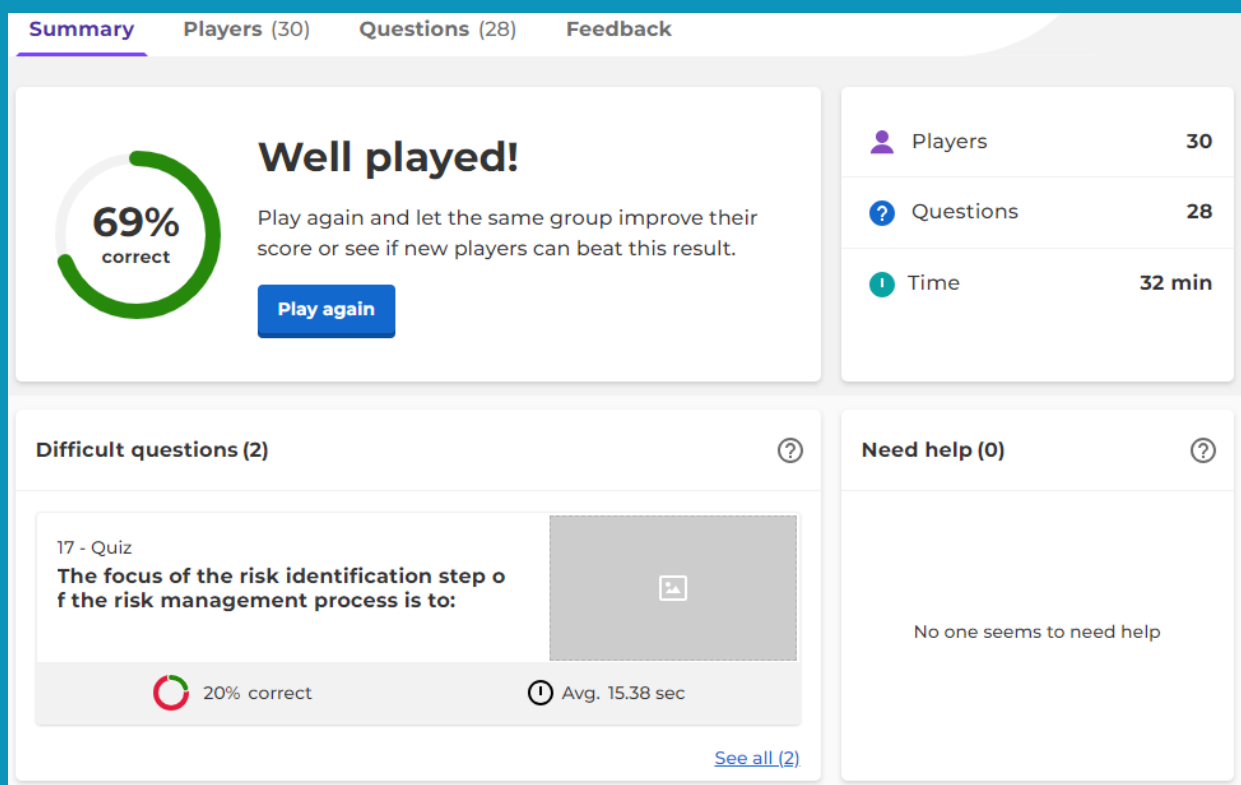 Summary Players (30) Questions (28) Feedback
69%
correct
Well played!
Play again and let the same group improve their
score or see if new players can beat this result.
Play again
Players 30
? Questions 28
Time 32 min
Difficult questions (2) ?
17 - Quiz
The focus of the risk identification step o
f the risk management process is to:
20% correct Avg. 15.38 sec
See all (2)
Need help (0) ?
No one seems to need help